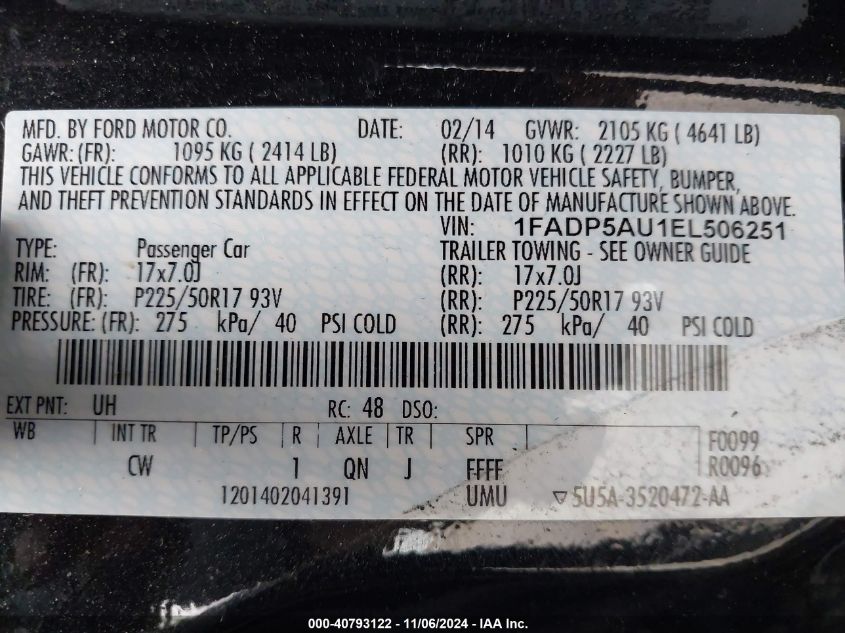 MFD. BY FORD MOTOR CO. DATE: 02/14 GVWR: 2105 KG ( 4641 LB)
GAWR: (FR): 1095 KG ( 2414 LB) (RR): 1010 KG ( 2227 LB)
THIS VEHICLE CONFORMS TO ALL APPLICABLE FEDERAL MOTOR VEHICLE SAFETY, BUMPER,
AND THEFT PREVENTION STANDARDS IN EFFECT ON THE DATE OF MANUFACTURE SHOWN ABOVE.
VIN: 1FADP5AU1EL506251
TYPE: Passenger Car TRAILER TOWING - SEE OWNER GUIDE
RIM: (FR): 17x7.0J (RR): 17x7.0J
TIRE: (FR): P225/50R17 93V (RR): P225/50R17 93V
PRESSURE: (FR): 275 kPa/ 40 PSI COLD (RR): 275 kPa/ 40 PSI COLD
EXT PNT: UH RC: 48 DSO:
WB INT TR TP/PS R AXLE TR SPR F0099
CW 1 QN J FFFF R0096
1201402041391 UMU ▽5U5A-3520472-AA
000-40793122 - 11/06/2024 - IAA Inc.